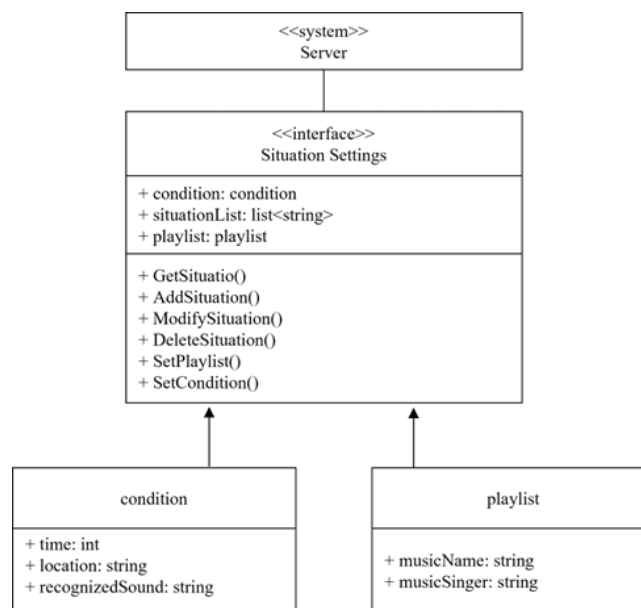 <<system>>
Server
<<interface>>
Situation Settings
+ condition: condition
+ situationList: list<string>
+ playlist: playlist
+ GetSituatio()
+ AddSituation()
+ ModifySituation()
+ DeleteSituation()
+ SetPlaylist()
+ SetCondition()
condition
+ time: int
+ location: string
+ recognizedSound: string
playlist
+ musicName: string
+ musicSinger: string